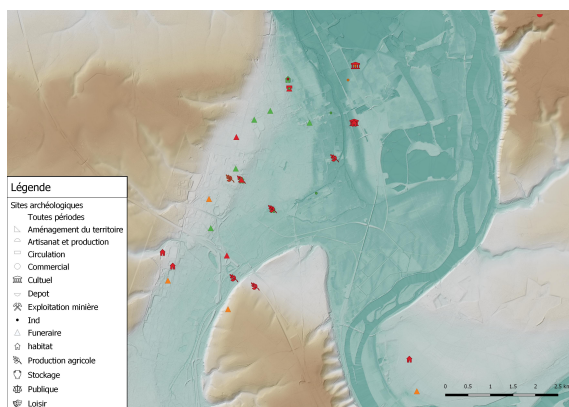 Légende
Sites archéologiques
Toutes périodes
Aménagement du territoire
Artisanat et production
Circulation
Commercial
Cultuel
Depot
Exploitation minière
Ind
Funeraire
habitat
Production agricole
Stockage
Publique
Loisir
0 0.5 1 1.5 2 2.5 km